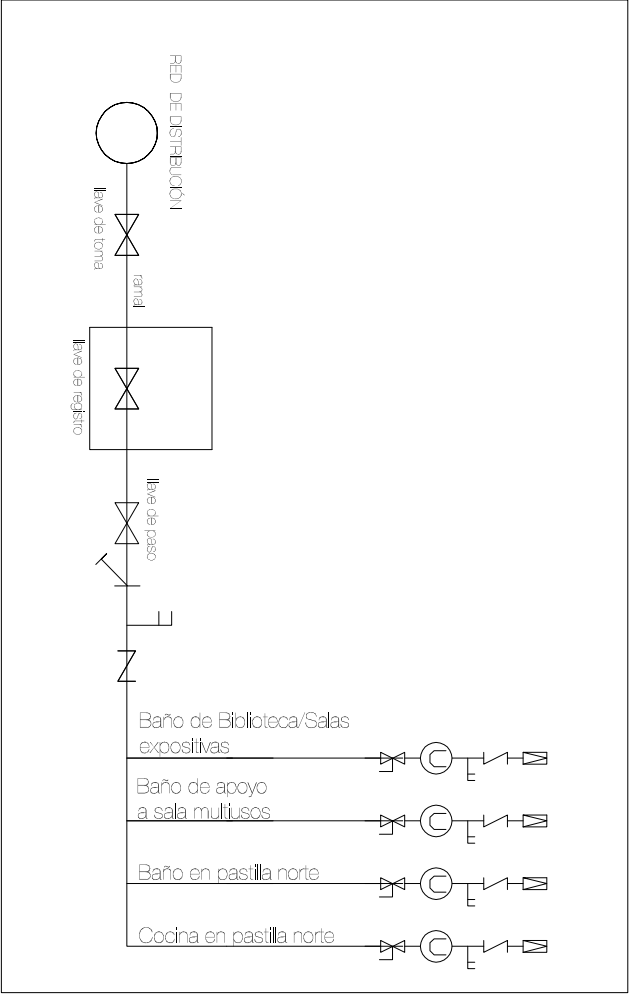 RED DE DISTRIBUCIÓN
llave de toma
ramal
llave de registro
llave de paso
Baño de Biblioteca/Salas
expositivas
Baño de apoyo
a sala multiusos
Baño en pastilla norte
Cocina en pastilla norte